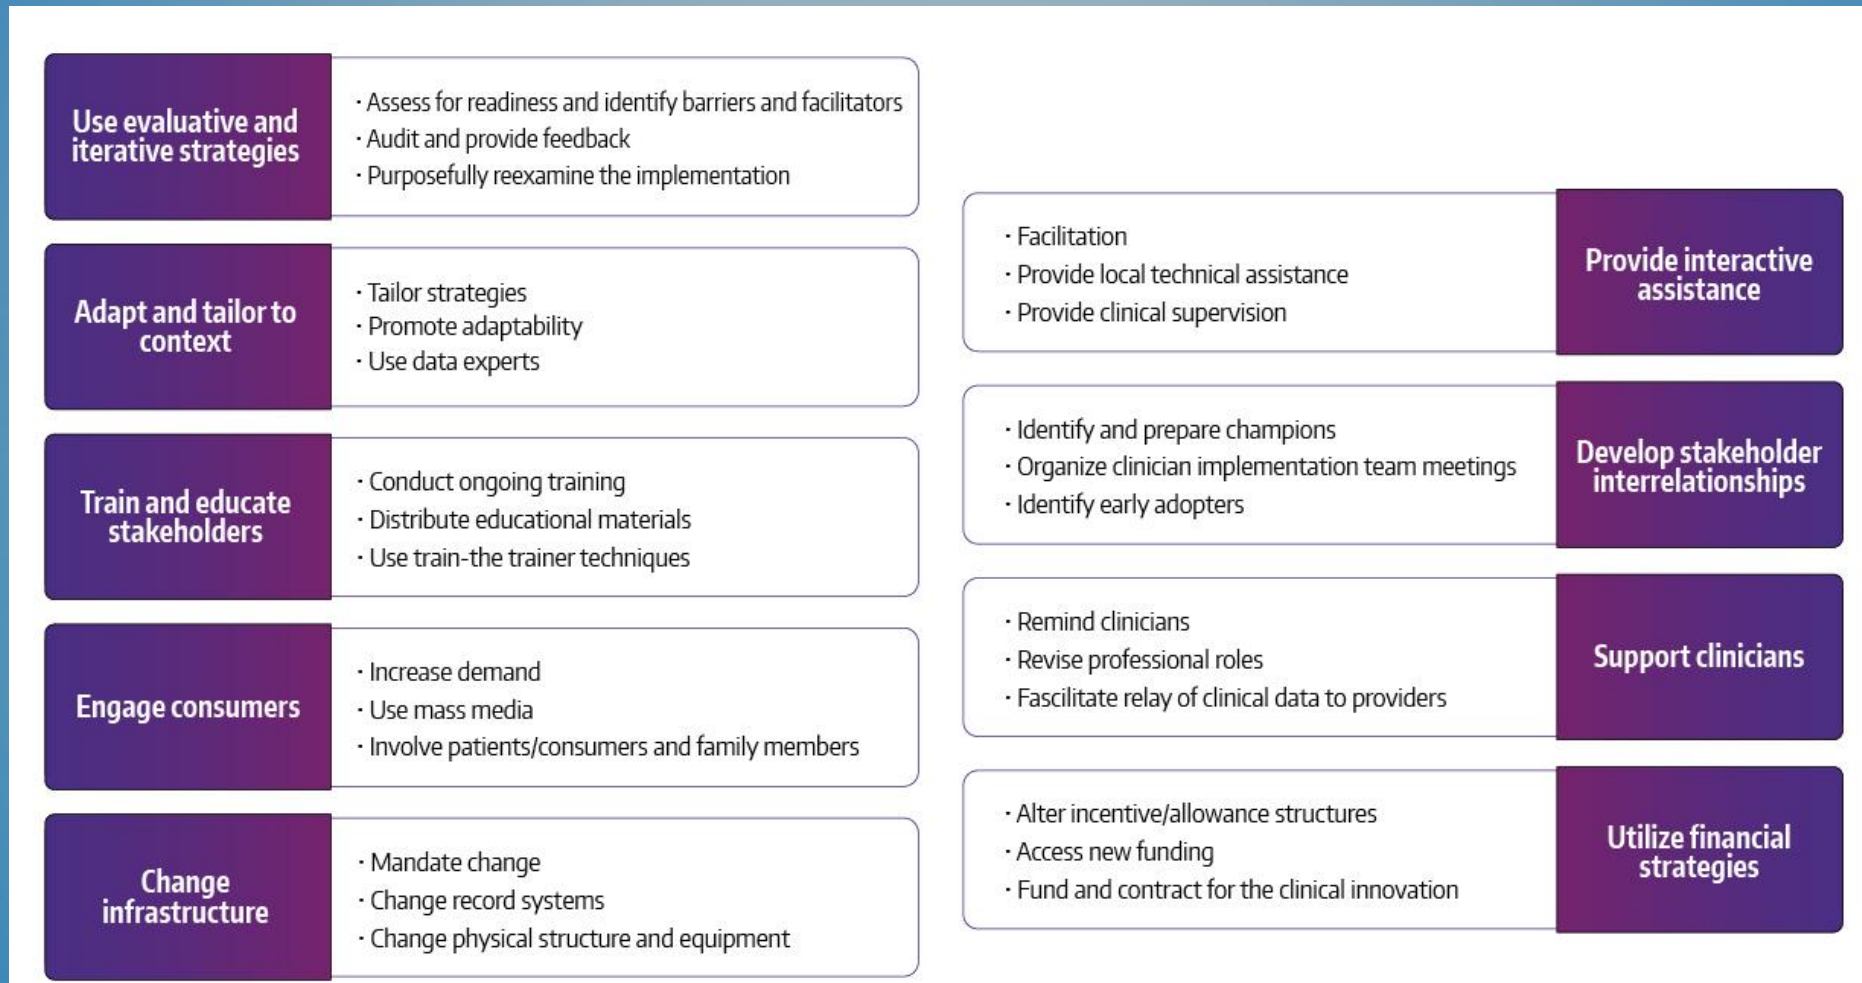 Use evaluative and
iterative strategies
· Assess for readiness and identify barriers and facilitators
· Audit and provide feedback
· Purposefully reexamine the implementation
Adapt and tailor to
context
· Tailor strategies
· Promote adaptability
· Use data experts
Train and educate
stakeholders
· Conduct ongoing training
· Distribute educational materials
· Use train-the trainer techniques
Engage consumers
· Increase demand
· Use mass media
· Involve patients/consumers and family members
Change
infrastructure
· Mandate change
· Change record systems
· Change physical structure and equipment
· Facilitation
· Provide local technical assistance
· Provide clinical supervision
Provide interactive
assistance
· Identify and prepare champions
· Organize clinician implementation team meetings
· Identify early adopters
Develop stakeholder
interrelationships
· Remind clinicians
· Revise professional roles
· Fascilitate relay of clinical data to providers
Support clinicians
· Alter incentive/allowance structures
· Access new funding
· Fund and contract for the clinical innovation
Utilize financial
strategies